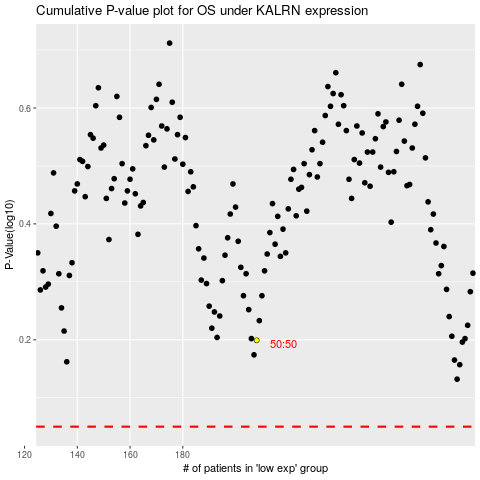 Cumulative P-value plot for OS under KALRN expression
P-Value(log10)
0.6
0.4
0.2
50:50
120 140 160 180
# of patients in 'low exp' group